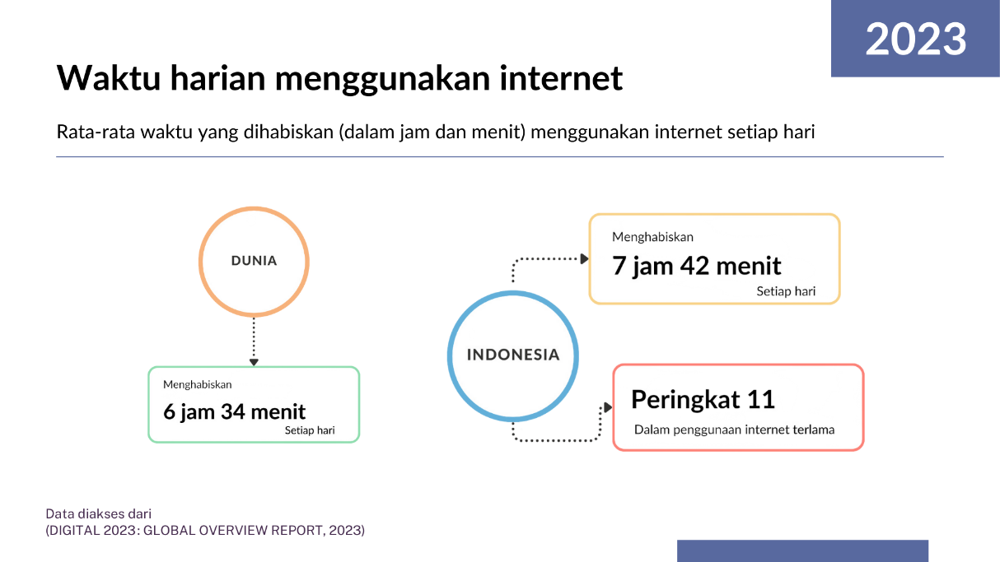 2023
Waktu harian menggunakan internet
Rata-rata waktu yang dihabiskan (dalam jam dan menit) menggunakan internet setiap hari
DUNIA
Menghabiskan
6 jam 34 menit
Setiap hari
INDONESIA
Menghabiskan
7 jam 42 menit
Setiap hari
Peringkat 11
Dalam penggunaan internet terlama
Data diakses dari
(DIGITAL 2023: GLOBAL OVERVIEW REPORT, 2023)